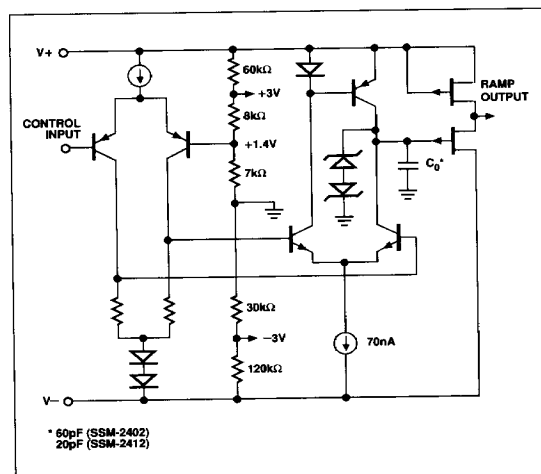 V+
60kΩ
+3V
8kΩ
+1.4V
7kΩ
CONTROL
INPUT
RAMP
OUTPUT
C₀*
30kΩ
−3V
120kΩ
70nA
V−
* 60pF (SSM-2402)
20pF (SSM-2412)